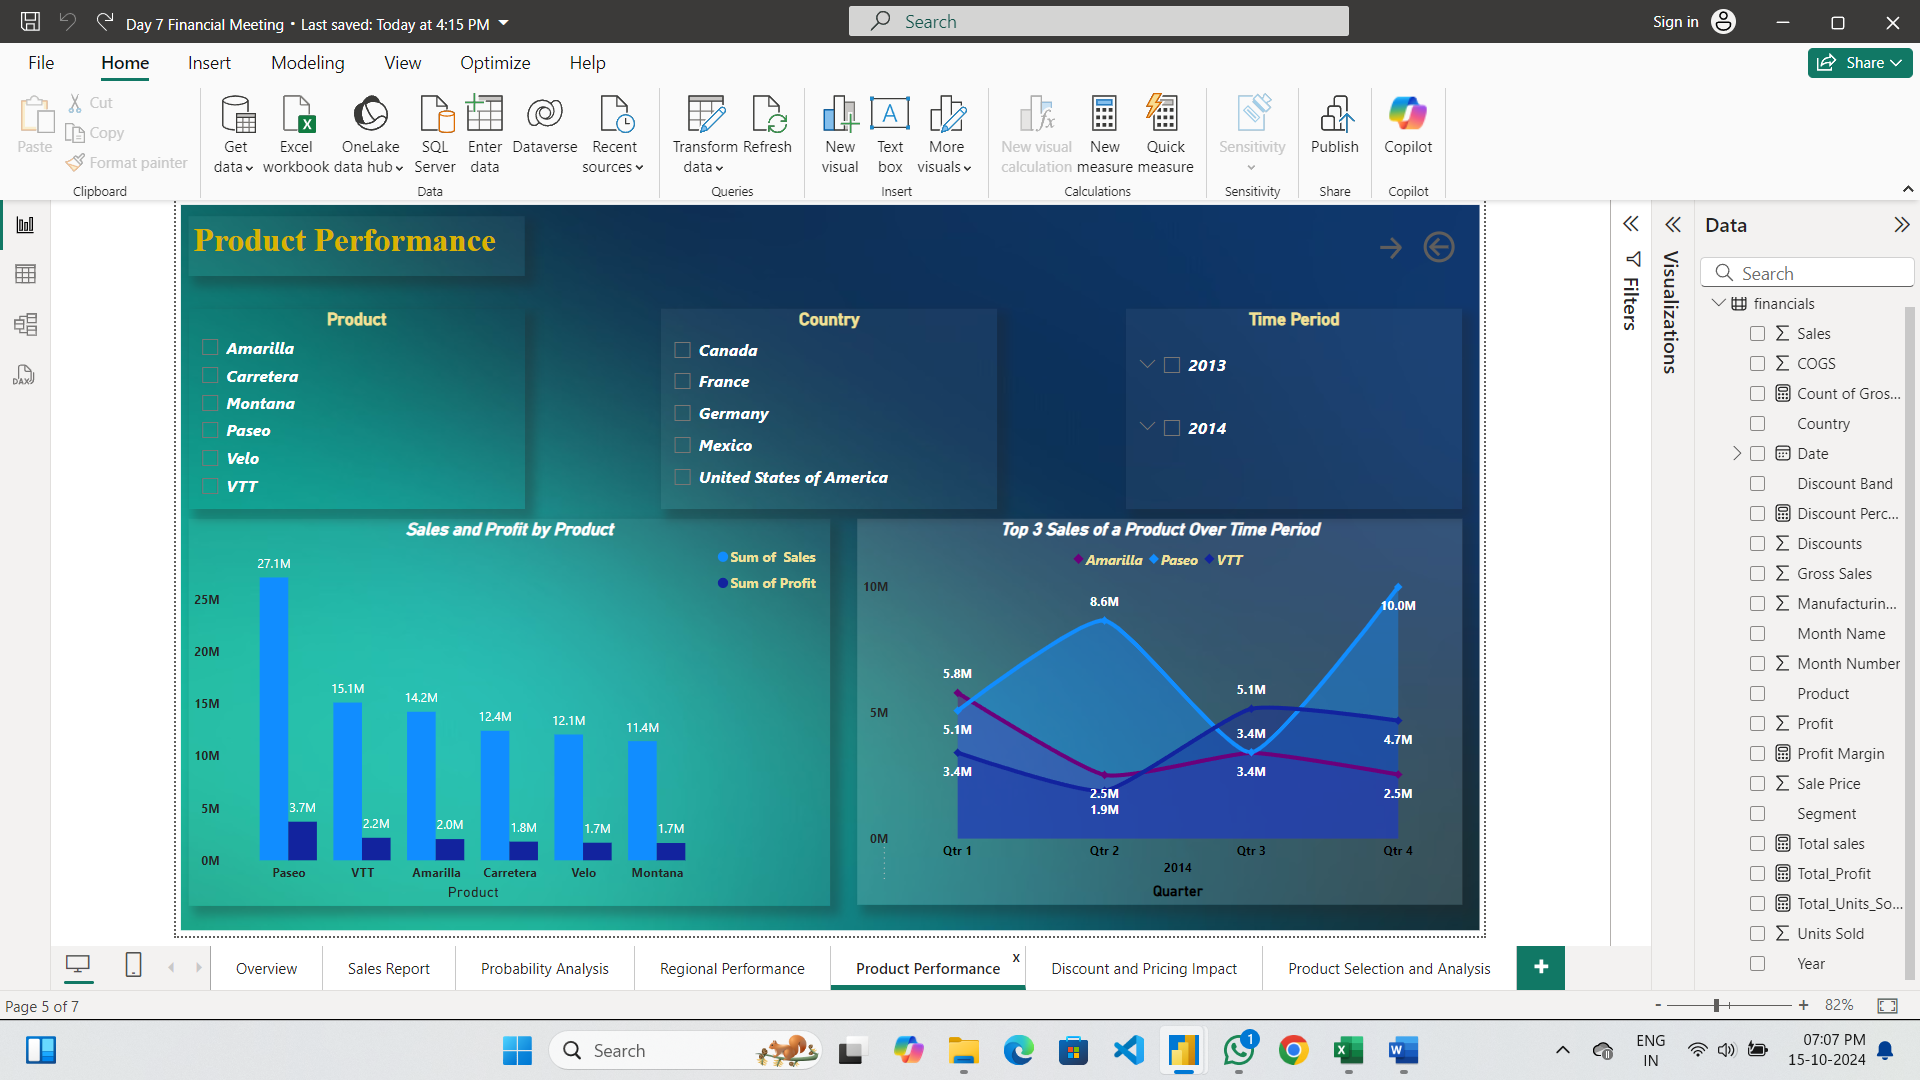 Day 7 Financial Meeting • Last saved: Today at 4:15 PM
Search
Sign in
File Home Insert Modeling View Optimize Help
Share
Paste
Cut
Copy
Format painter
Clipboard
Get data
Excel workbook
OneLake data hub
SQL Server
Enter data
Dataverse
Recent sources
Data
Transform data
Refresh
Queries
New visual
Text box
More visuals
Insert
New visual calculation
New measure
Quick measure
Calculations
Sensitivity
Sensitivity
Publish
Share
Copilot
Copilot
Product Performance
Product
Amarilla
Carretera
Montana
Paseo
Velo
VTT
Country
Canada
France
Germany
Mexico
United States of America
Time Period
2013
2014
Sales and Profit by Product
Sum of Sales
Sum of Profit
25M
20M
15M
10M
5M
0M
27.1M
15.1M
14.2M
12.4M
12.1M
11.4M
3.7M
2.2M
2.0M
1.8M
1.7M
1.7M
Paseo VTT Amarilla Carretera Velo Montana
Product
Top 3 Sales of a Product Over Time Period
Amarilla Paseo VTT
10M
5M
0M
5.8M
5.1M
3.4M
8.6M
2.5M
1.9M
5.1M
3.4M
3.4M
10.0M
4.7M
2.5M
Qtr 1 Qtr 2 Qtr 3 Qtr 4
2014
Quarter
Filters
Visualizations
Data
Search
financials
Sales
COGS
Count of Gros...
Country
Date
Discount Band
Discount Perc...
Discounts
Gross Sales
Manufacturin...
Month Name
Month Number
Product
Profit
Profit Margin
Sale Price
Segment
Total sales
Total_Profit
Total_Units_So...
Units Sold
Year
Overview
Sales Report
Probability Analysis
Regional Performance
Product Performance
x
Discount and Pricing Impact
Product Selection and Analysis
+
Page 5 of 7
- + 82%
Search
1
ENG
IN
07:07 PM
15-10-2024